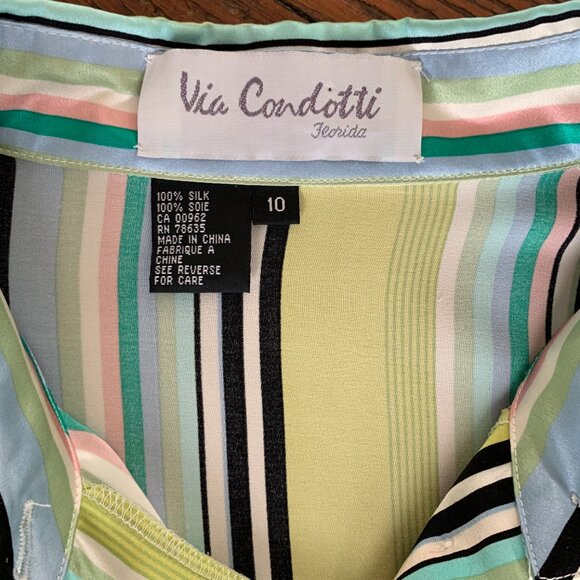 Via Condotti
Florida
100% SILK
100% SOIE
CA 00962
RN 78635
MADE IN CHINA
FABRIQUE A
CHINE
SEE REVERSE
FOR CARE
10